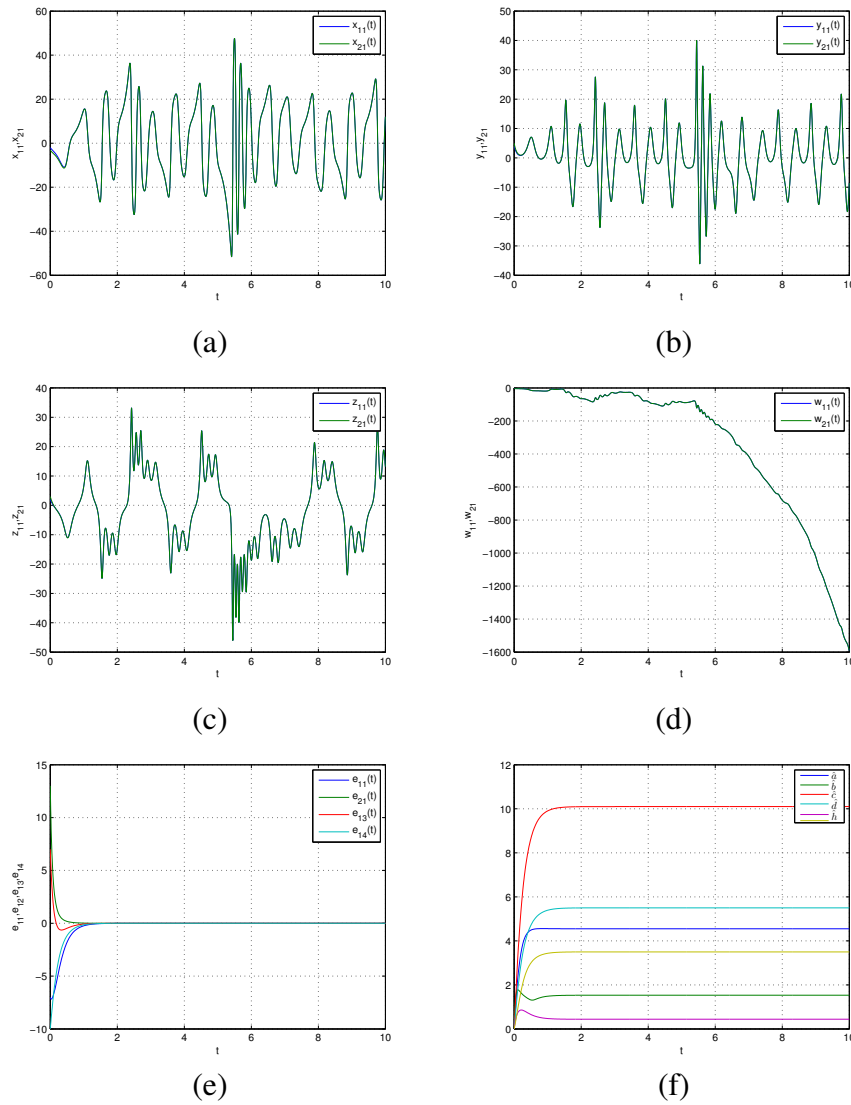 60
40
20
0
−20
−40
−60
x₁₁,x₂₁
x₁₁(t)
x₂₁(t)
0 2 4 6 8 10
t
(a)
50
40
30
20
10
0
−10
−20
−30
−40
y₁₁,y₂₁
y₁₁(t)
y₂₁(t)
0 2 4 6 8 10
t
(b)
40
30
20
10
0
−10
−20
−30
−40
−50
z₁₁,z₂₁
z₁₁(t)
z₂₁(t)
0 2 4 6 8 10
t
(c)
0
−200
−400
−600
−800
−1000
−1200
−1400
−1600
w₁₁,w₂₁
w₁₁(t)
w₂₁(t)
0 2 4 6 8 10
t
(d)
15
10
5
0
−5
−10
e₁₁,e₁₂,e₁₃,e₁₄
e₁₁(t)
e₂₁(t)
e₁₃(t)
e₁₄(t)
0 2 4 6 8 10
t
(e)
12
10
8
6
4
2
0
â
b̂
ĉ
d̂
ĥ
0 2 4 6 8 10
t
(f)